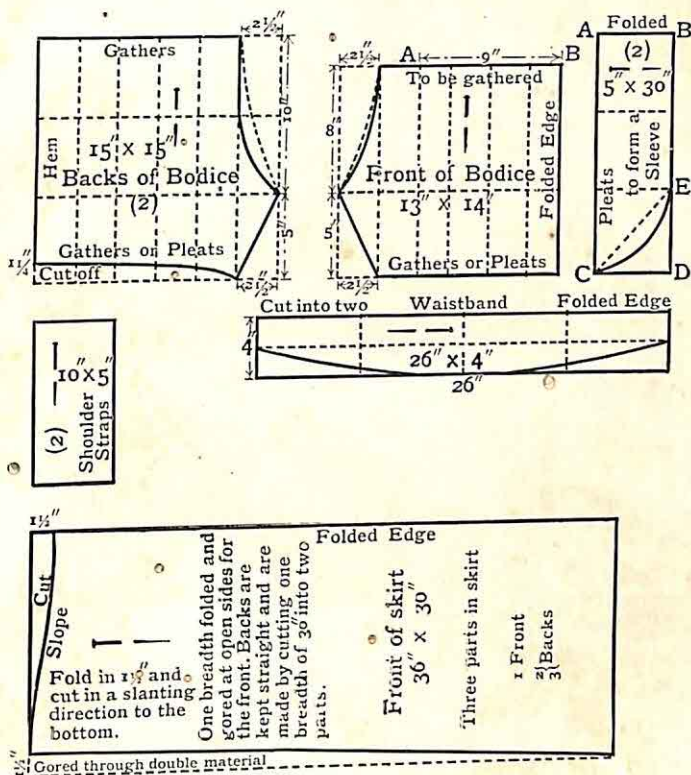 2½"
Gathers
10"
15" X 15"
Hem
Backs of Bodice
(2)
5"
Gathers or Pleats
1¼"
Cut off
2½"
2½"
A
9"
B
To be gathered
8"
Front of Bodice
13" X 14"
Folded Edge
5"
Gathers or Pleats
2½"
Folded
A
B
(2)
5" X 30"
Pleats
to form a
Sleeve
E
C
D
Cut into two
Waistband
Folded Edge
4"
26" X 4"
26"
10" X 5"
(2)
Shoulder
Straps
1½"
Folded Edge
Cut
Slope
Fold in 1½" and
cut in a slanting
direction to the
bottom.
One breadth folded and
gored at open sides for
the front. Backs are
kept straight and are
made by cutting one
breadth of 30" into two
parts.
Front of skirt
36" X 30"
Three parts in skirt
1 Front
2}
3}Backs
1½"
Gored through double material